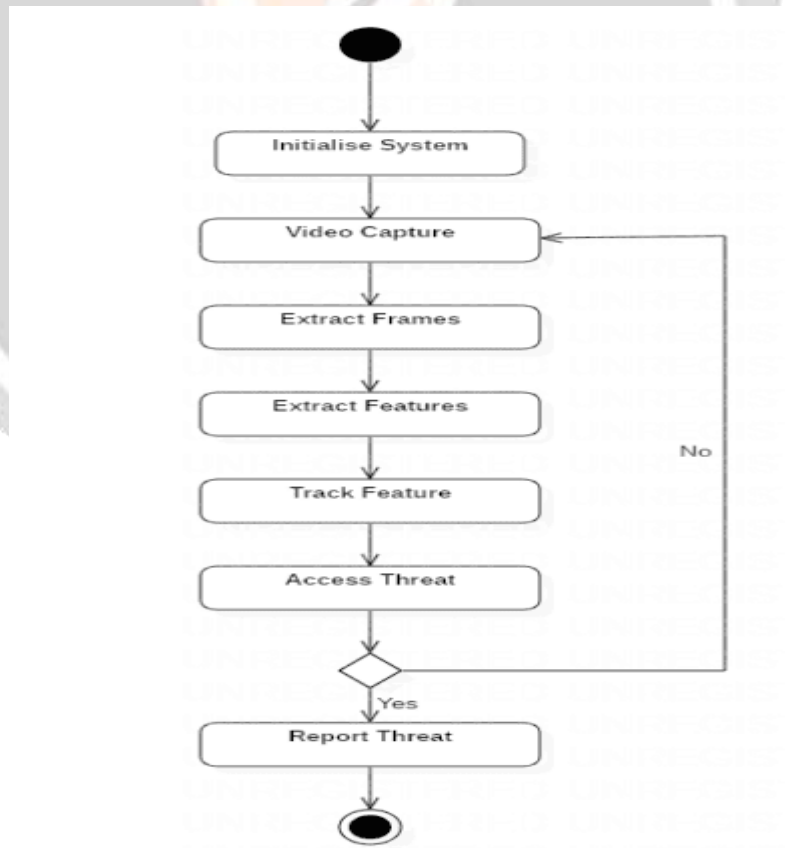 Initialise System
Video Capture
Extract Frames
Extract Features
No
Track Feature
Access Threat
Yes
Report Threat